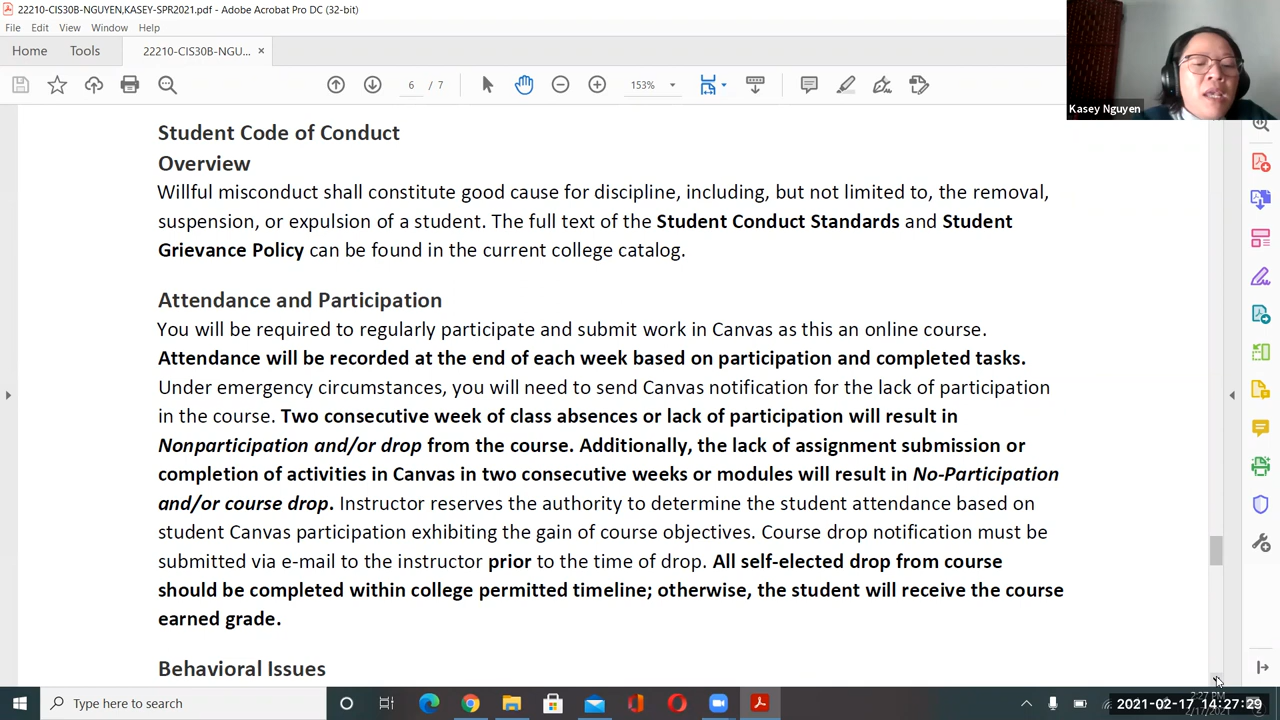 22210-CIS30B-NGUYEN,KASEY-SPR2021.pdf - Adobe Acrobat Pro DC (32-bit)
File Edit View Window Help
Home Tools 22210-CIS30B-NGU... ×
6 / 7 153%
Kasey Nguyen
Student Code of Conduct
Overview
Willful misconduct shall constitute good cause for discipline, including, but not limited to, the removal,
suspension, or expulsion of a student. The full text of the Student Conduct Standards and Student
Grievance Policy can be found in the current college catalog.
Attendance and Participation
You will be required to regularly participate and submit work in Canvas as this an online course.
Attendance will be recorded at the end of each week based on participation and completed tasks.
Under emergency circumstances, you will need to send Canvas notification for the lack of participation
in the course. Two consecutive week of class absences or lack of participation will result in
Nonparticipation and/or drop from the course. Additionally, the lack of assignment submission or
completion of activities in Canvas in two consecutive weeks or modules will result in No-Participation
and/or course drop. Instructor reserves the authority to determine the student attendance based on
student Canvas participation exhibiting the gain of course objectives. Course drop notification must be
submitted via e-mail to the instructor prior to the time of drop. All self-elected drop from course
should be completed within college permitted timeline; otherwise, the student will receive the course
earned grade.
Behavioral Issues
Type here to search
2:27 PM
2021-02-17 14:27:29